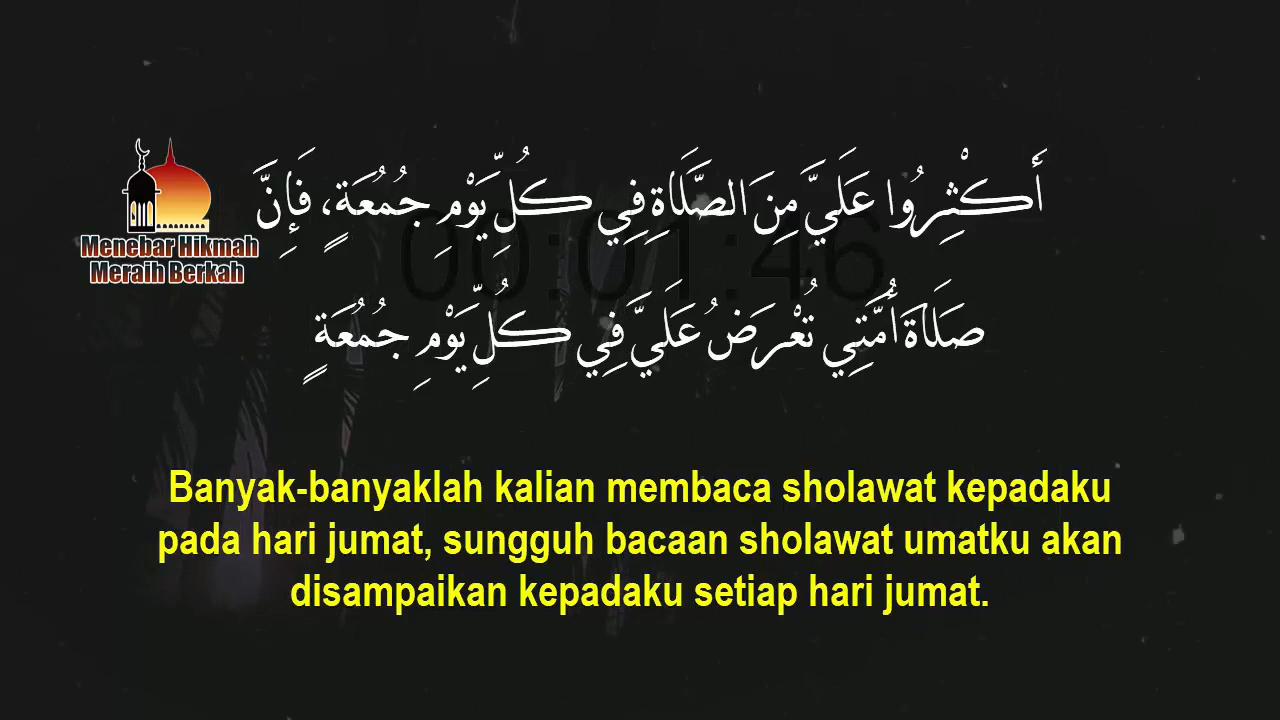 أَكْثِرُوا عَلَيَّ مِنَ الصَّلَاةِ فِي كُلِّ يَوْمِ جُمُعَةٍ، فَإِنَّ
صَلَاةَ أُمَّتِي تُعْرَضُ عَلَيَّ فِي كُلِّ يَوْمِ جُمُعَةٍ
Menebar Hikmah
Meraih Berkah
00:01:46
Banyak-banyaklah kalian membaca sholawat kepadaku
pada hari jumat, sungguh bacaan sholawat umatku akan
disampaikan kepadaku setiap hari jumat.